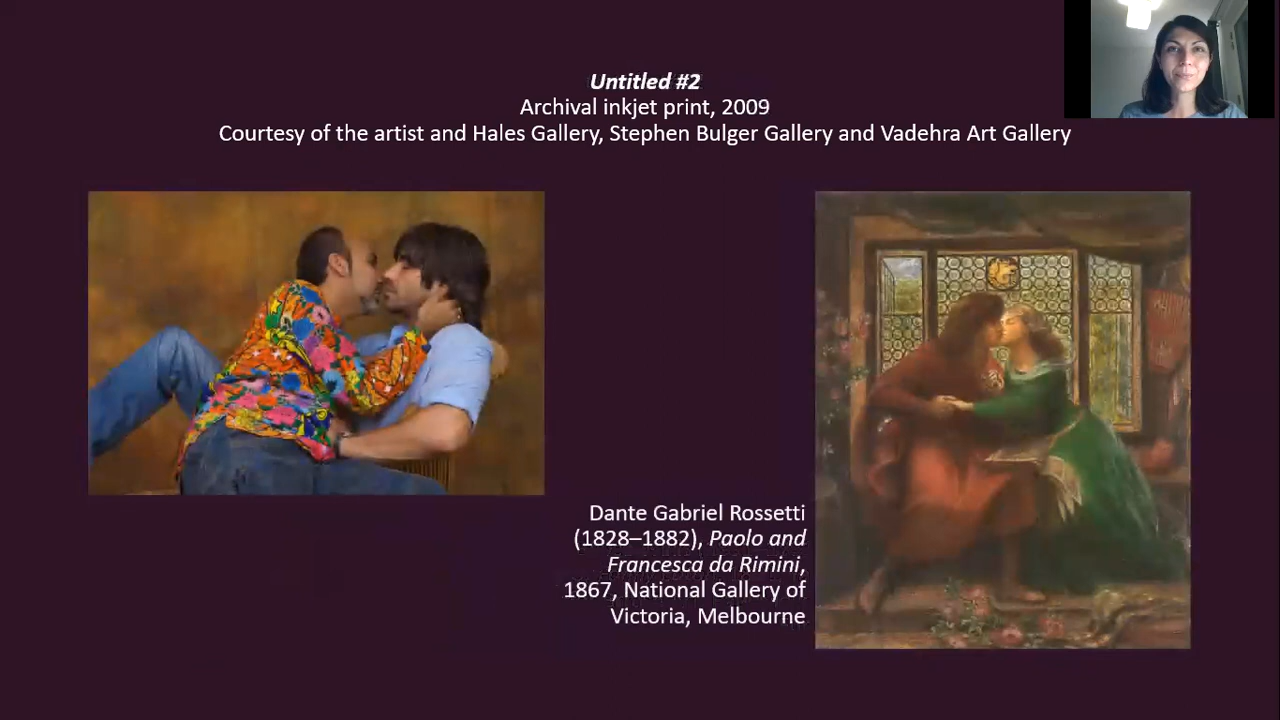 Untitled #2
Archival inkjet print, 2009
Courtesy of the artist and Hales Gallery, Stephen Bulger Gallery and Vadehra Art Gallery
Dante Gabriel Rossetti
(1828–1882), Paolo and
Francesca da Rimini,
1867, National Gallery of
Victoria, Melbourne